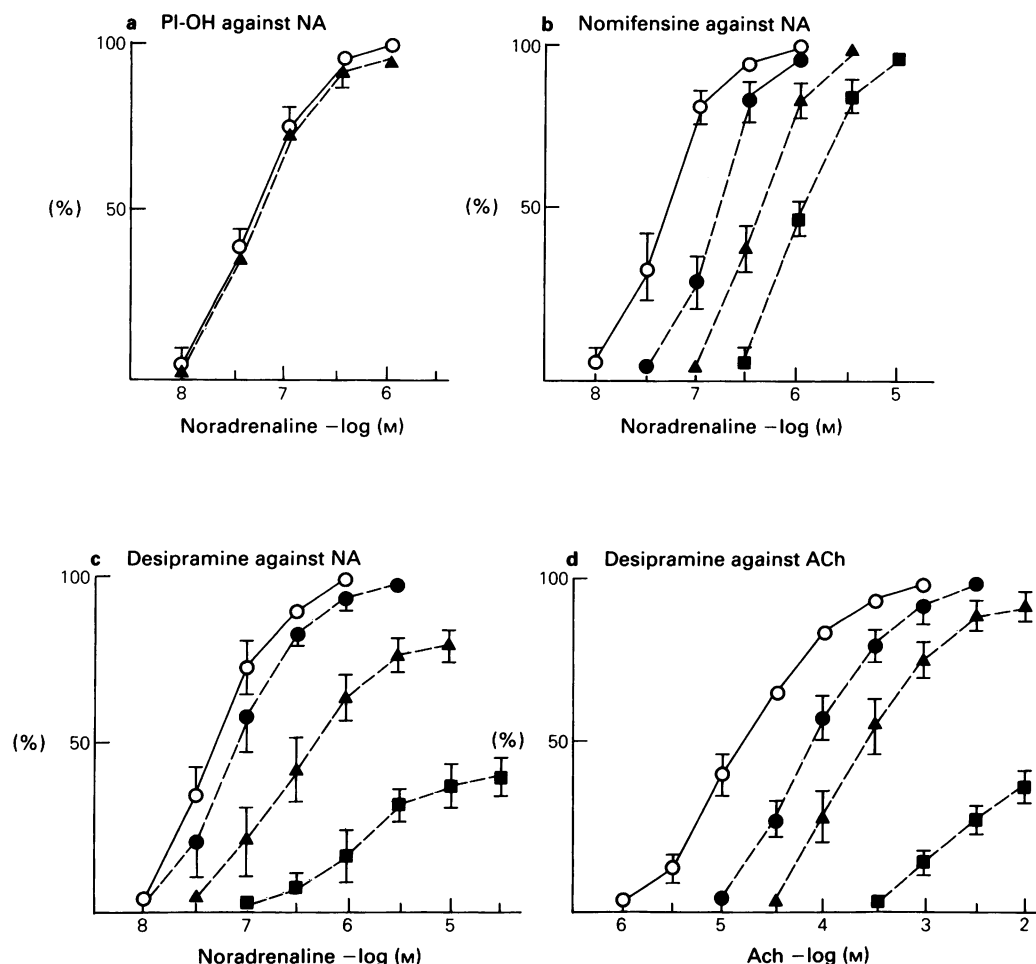 a PI-OH against NA
100
(%) 50
8 7 6
Noradrenaline −log (M)
b Nomifensine against NA
100
(%) 50
8 7 6 5
Noradrenaline −log (M)
c Desipramine against NA
100
(%) 50
8 7 6 5
Noradrenaline −log (M)
d Desipramine against ACh
100
(%) 50
6 5 4 3 2
Ach −log (M)